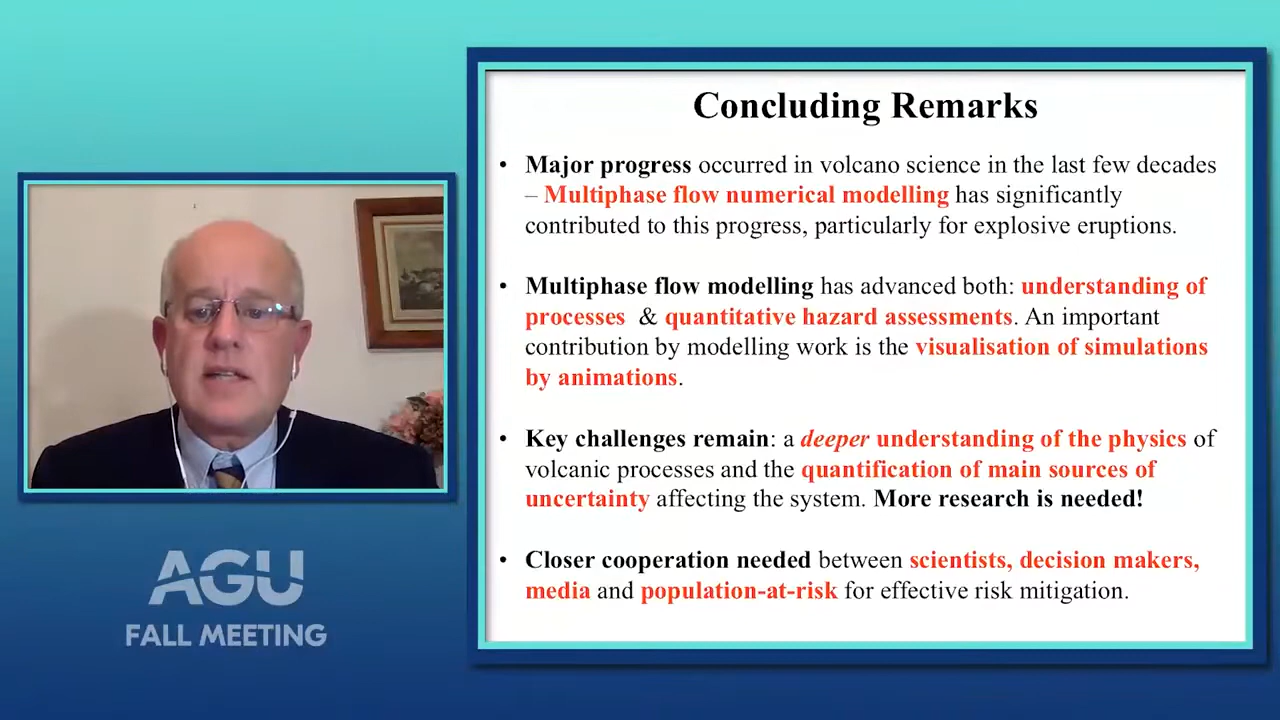 Concluding Remarks
• Major progress occurred in volcano science in the last few decades
– Multiphase flow numerical modelling has significantly
contributed to this progress, particularly for explosive eruptions.
• Multiphase flow modelling has advanced both: understanding of
processes & quantitative hazard assessments. An important
contribution by modelling work is the visualisation of simulations
by animations.
• Key challenges remain: a deeper understanding of the physics of
volcanic processes and the quantification of main sources of
uncertainty affecting the system. More research is needed!
• Closer cooperation needed between scientists, decision makers,
media and population-at-risk for effective risk mitigation.
AGU
FALL MEETING